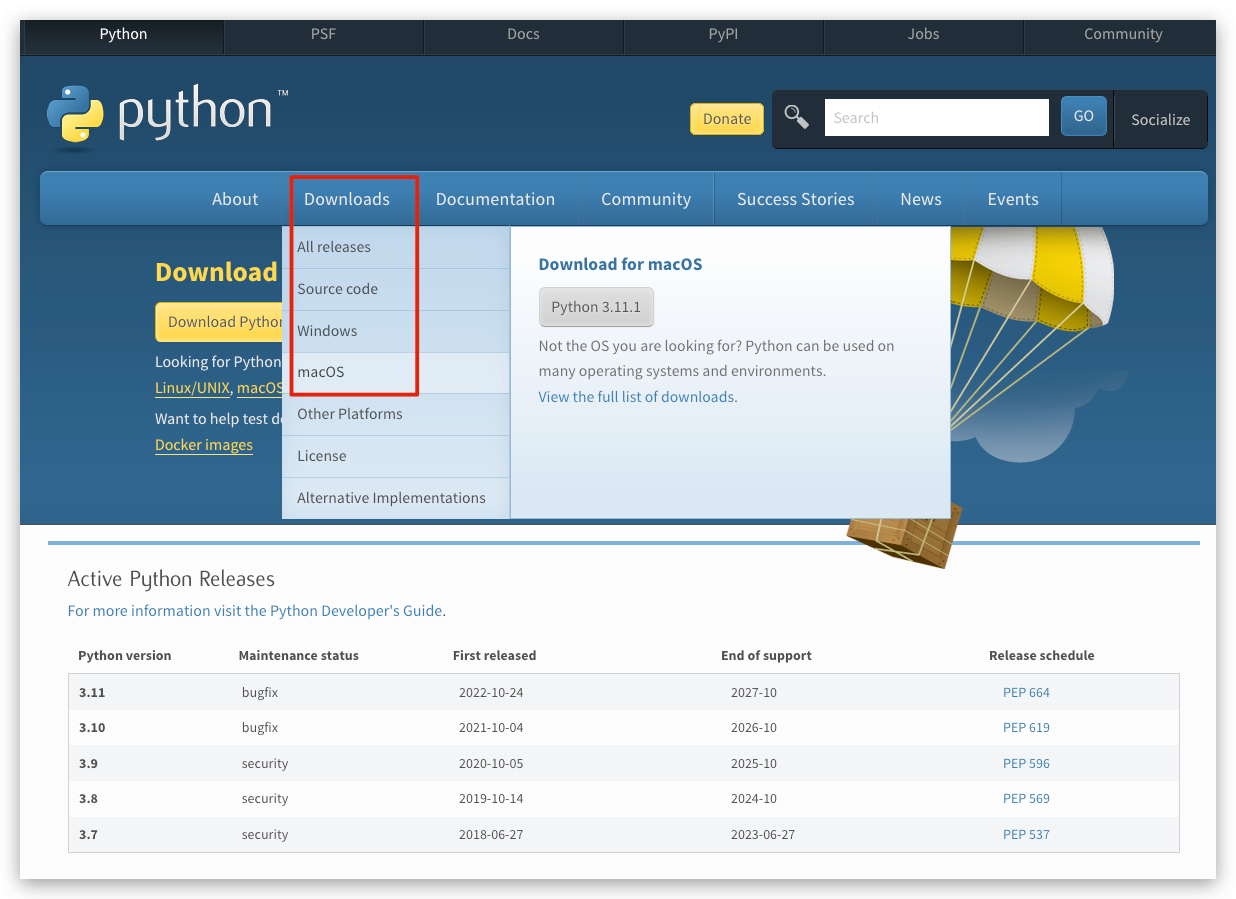 Python PSF Docs PyPI Jobs Community
python™
Donate Search GO Socialize
About Downloads Documentation Community Success Stories News Events
All releases
Source code
Windows
macOS
Other Platforms
License
Alternative Implementations
Download for macOS
Python 3.11.1
Not the OS you are looking for? Python can be used on
many operating systems and environments.
View the full list of downloads.
Download
Download Python
Looking for Python
Linux/UNIX, macOS
Want to help test
Docker images
Active Python Releases
For more information visit the Python Developer's Guide.
Python version Maintenance status First released End of support Release schedule
3.11 bugfix 2022-10-24 2027-10 PEP 664
3.10 bugfix 2021-10-04 2026-10 PEP 619
3.9 security 2020-10-05 2025-10 PEP 596
3.8 security 2019-10-14 2024-10 PEP 569
3.7 security 2018-06-27 2023-06-27 PEP 537